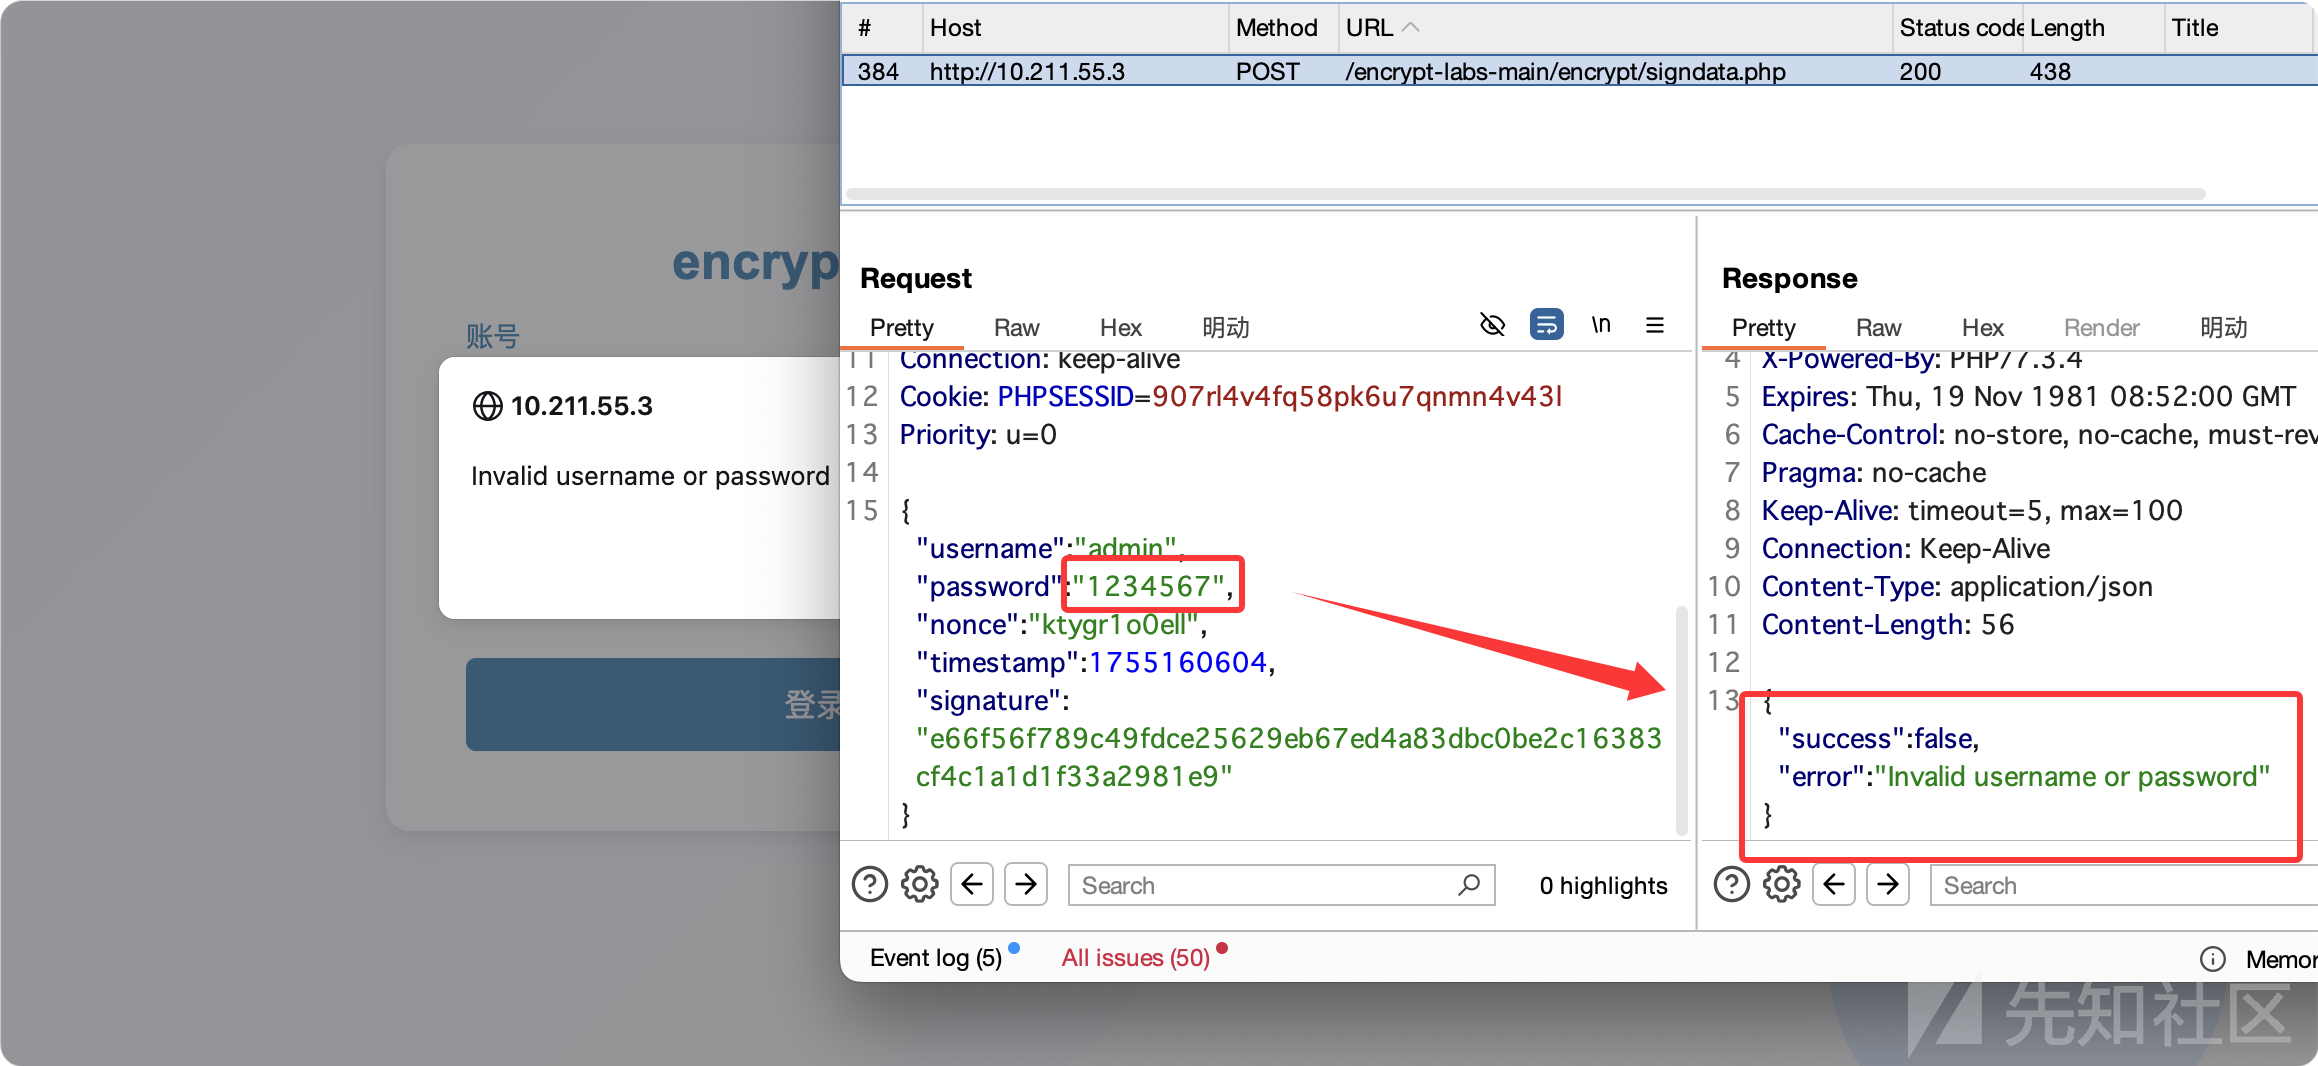 # Host Method URL Status code Length Title
384 http://10.211.55.3 POST /encrypt-labs-main/encrypt/signdata.php 200 438
encryp
账号
10.211.55.3
Invalid username or password
登录
Request
Pretty Raw Hex 明动 \n
11 Connection: keep-alive
12 Cookie: PHPSESSID=907rl4v4fq58pk6u7qnmn4v43l
13 Priority: u=0
14
15 {
"username":"admin",
"password":"1234567",
"nonce":"ktygr1o0ell",
"timestamp":1755160604,
"signature":
"e66f56f789c49fdce25629eb67ed4a83dbc0be2c16383
cf4c1a1d1f33a2981e9"
}
Search 0 highlights
Response
Pretty Raw Hex Render 明动
4 X-Powered-By: PHP/7.3.4
5 Expires: Thu, 19 Nov 1981 08:52:00 GMT
6 Cache-Control: no-store, no-cache, must-rev
7 Pragma: no-cache
8 Keep-Alive: timeout=5, max=100
9 Connection: Keep-Alive
10 Content-Type: application/json
11 Content-Length: 56
12
13 {
"success":false,
"error":"Invalid username or password"
}
Search
Event log (5) All issues (50) Memor
先知社区